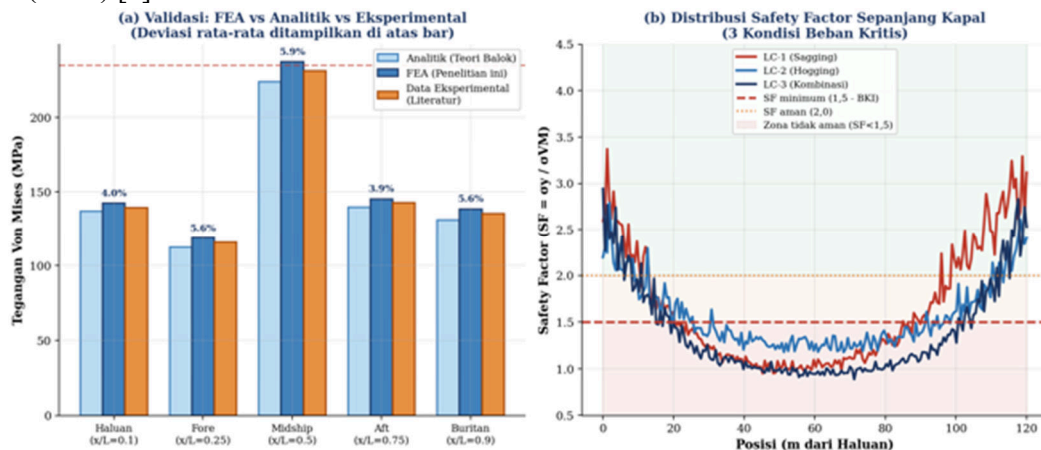 (a) Validasi: FEA vs Analitik vs Eksperimental
(Deviasi rata-rata ditampilkan di atas bar)
Tegangan Von Mises (MPa)
200
150
100
50
0
4.0%
5.6%
5.9%
3.9%
5.6%
Analitik (Teori Balok)
FEA (Penelitian ini)
Data Eksperimental
(Literatur)
Haluan
(x/L=0.1)
Fore
(x/L=0.25)
Midship
(x/L=0.5)
Aft
(x/L=0.75)
Buritan
(x/L=0.9)
(b) Distribusi Safety Factor Sepanjang Kapal
(3 Kondisi Beban Kritis)
Safety Factor (SF = σy / σVM)
4.5
4.0
3.5
3.0
2.5
2.0
1.5
1.0
0.5
LC-1 (Sagging)
LC-2 (Hogging)
LC-3 (Kombinasi)
SF minimum (1,5 - BKI)
SF aman (2,0)
Zona tidak aman (SF<1,5)
0
20
40
60
80
100
120
Posisi (m dari Haluan)